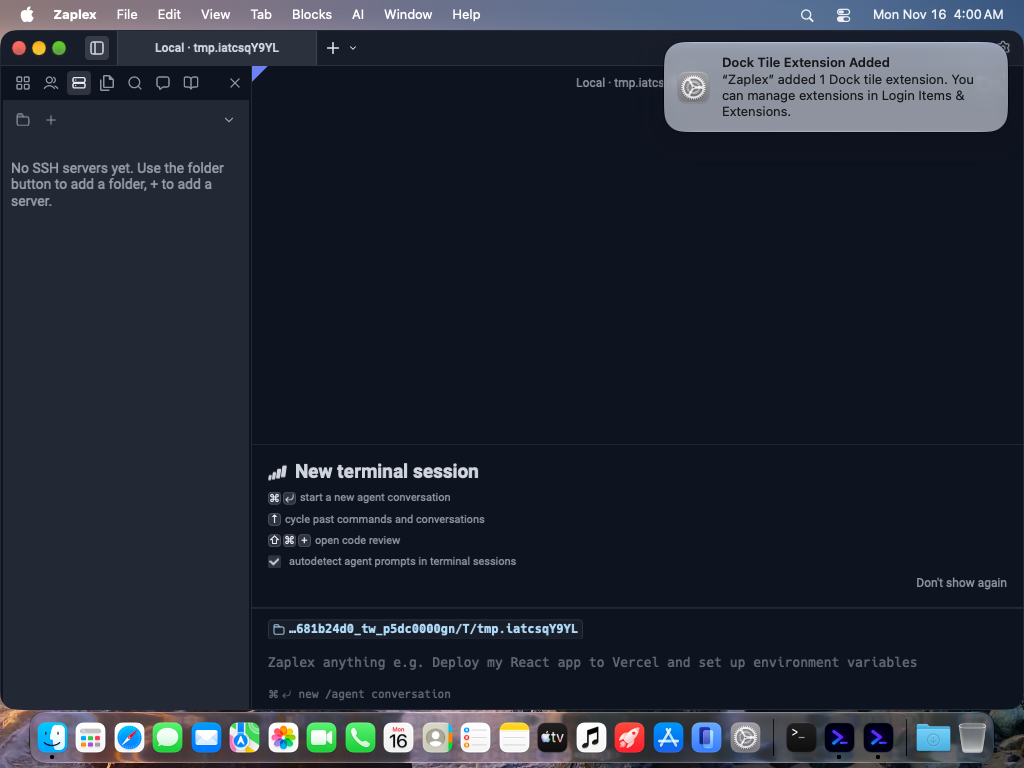 Zaplex File Edit View Tab Blocks AI Window Help Mon Nov 16 4:00 AM
Local · tmp.iatcsqY9YL
Local · tmp.iatcs
Dock Tile Extension Added
“Zaplex” added 1 Dock tile extension. You
can manage extensions in Login Items &
Extensions.
No SSH servers yet. Use the folder
button to add a folder, + to add a
server.
New terminal session
⌘ ↵ start a new agent conversation
↑ cycle past commands and conversations
⇧ ⌘ + open code review
autodetect agent prompts in terminal sessions
Don't show again
…681b24d0_tw_p5dc0000gn/T/tmp.iatcsqY9YL
Zaplex anything e.g. Deploy my React app to Vercel and set up environment variables
⌘ ↵ new /agent conversation
Mon
16
tv